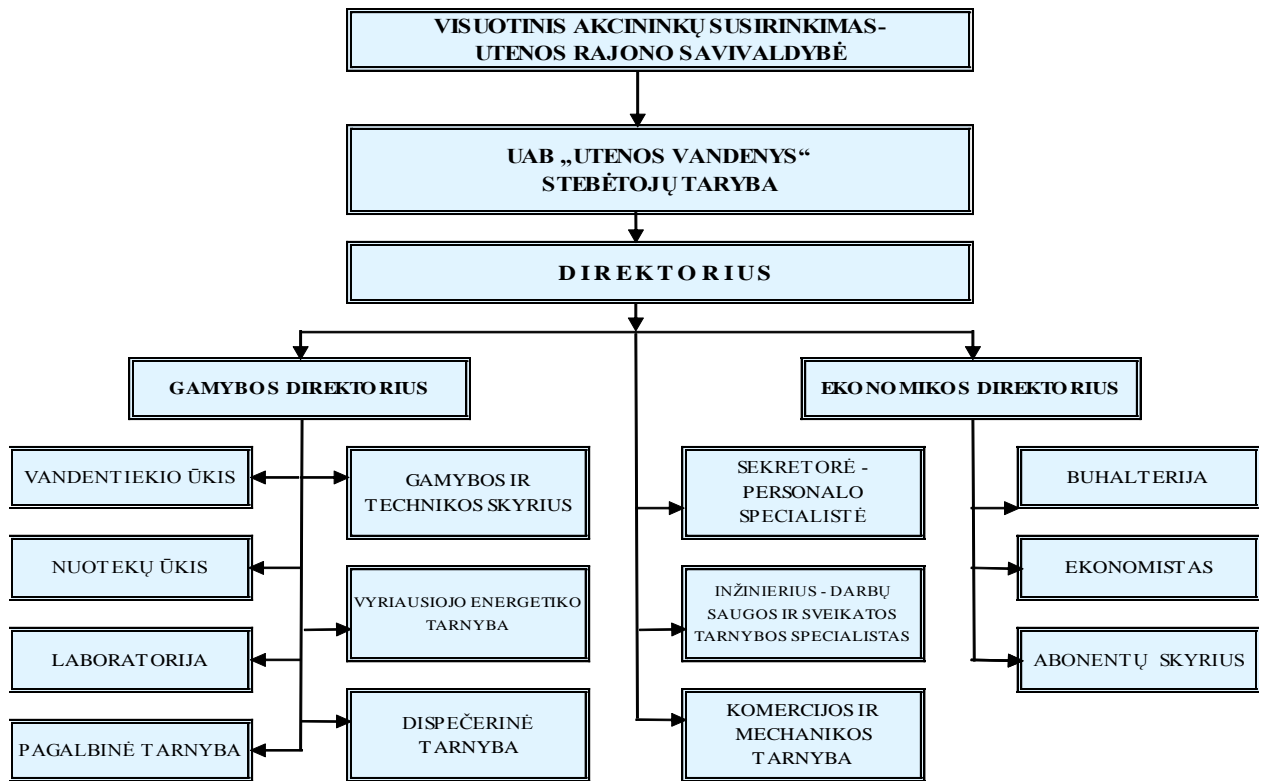 VISUOTINIS AKCININKŲ SUSIRINKIMAS-
UTENOS RAJONO SAVIVALDYBĖ
UAB „UTENOS VANDENYS“
STEBĖTOJŲ TARYBA
DIREKTORIUS
GAMYBOS DIREKTORIUS
EKONOMIKOS DIREKTORIUS
VANDENTIEKIO ŪKIS
NUOTEKŲ ŪKIS
LABORATORIJA
PAGALBINĖ TARNYBA
GAMYBOS IR
TECHNIKOS SKYRIUS
VYRIAUSIOJO ENERGETIKO
TARNYBA
DISPEČERINĖ
TARNYBA
SEKRETORĖ -
PERSONALO
SPECIALISTĖ
INŽINIERIUS - DARBŲ
SAUGOS IR SVEIKATOS
TARNYBOS SPECIALISTAS
KOMERCIJOS IR
MECHANIKOS
TARNYBA
BUHALTERIJA
EKONOMISTAS
ABONENTŲ SKYRIUS